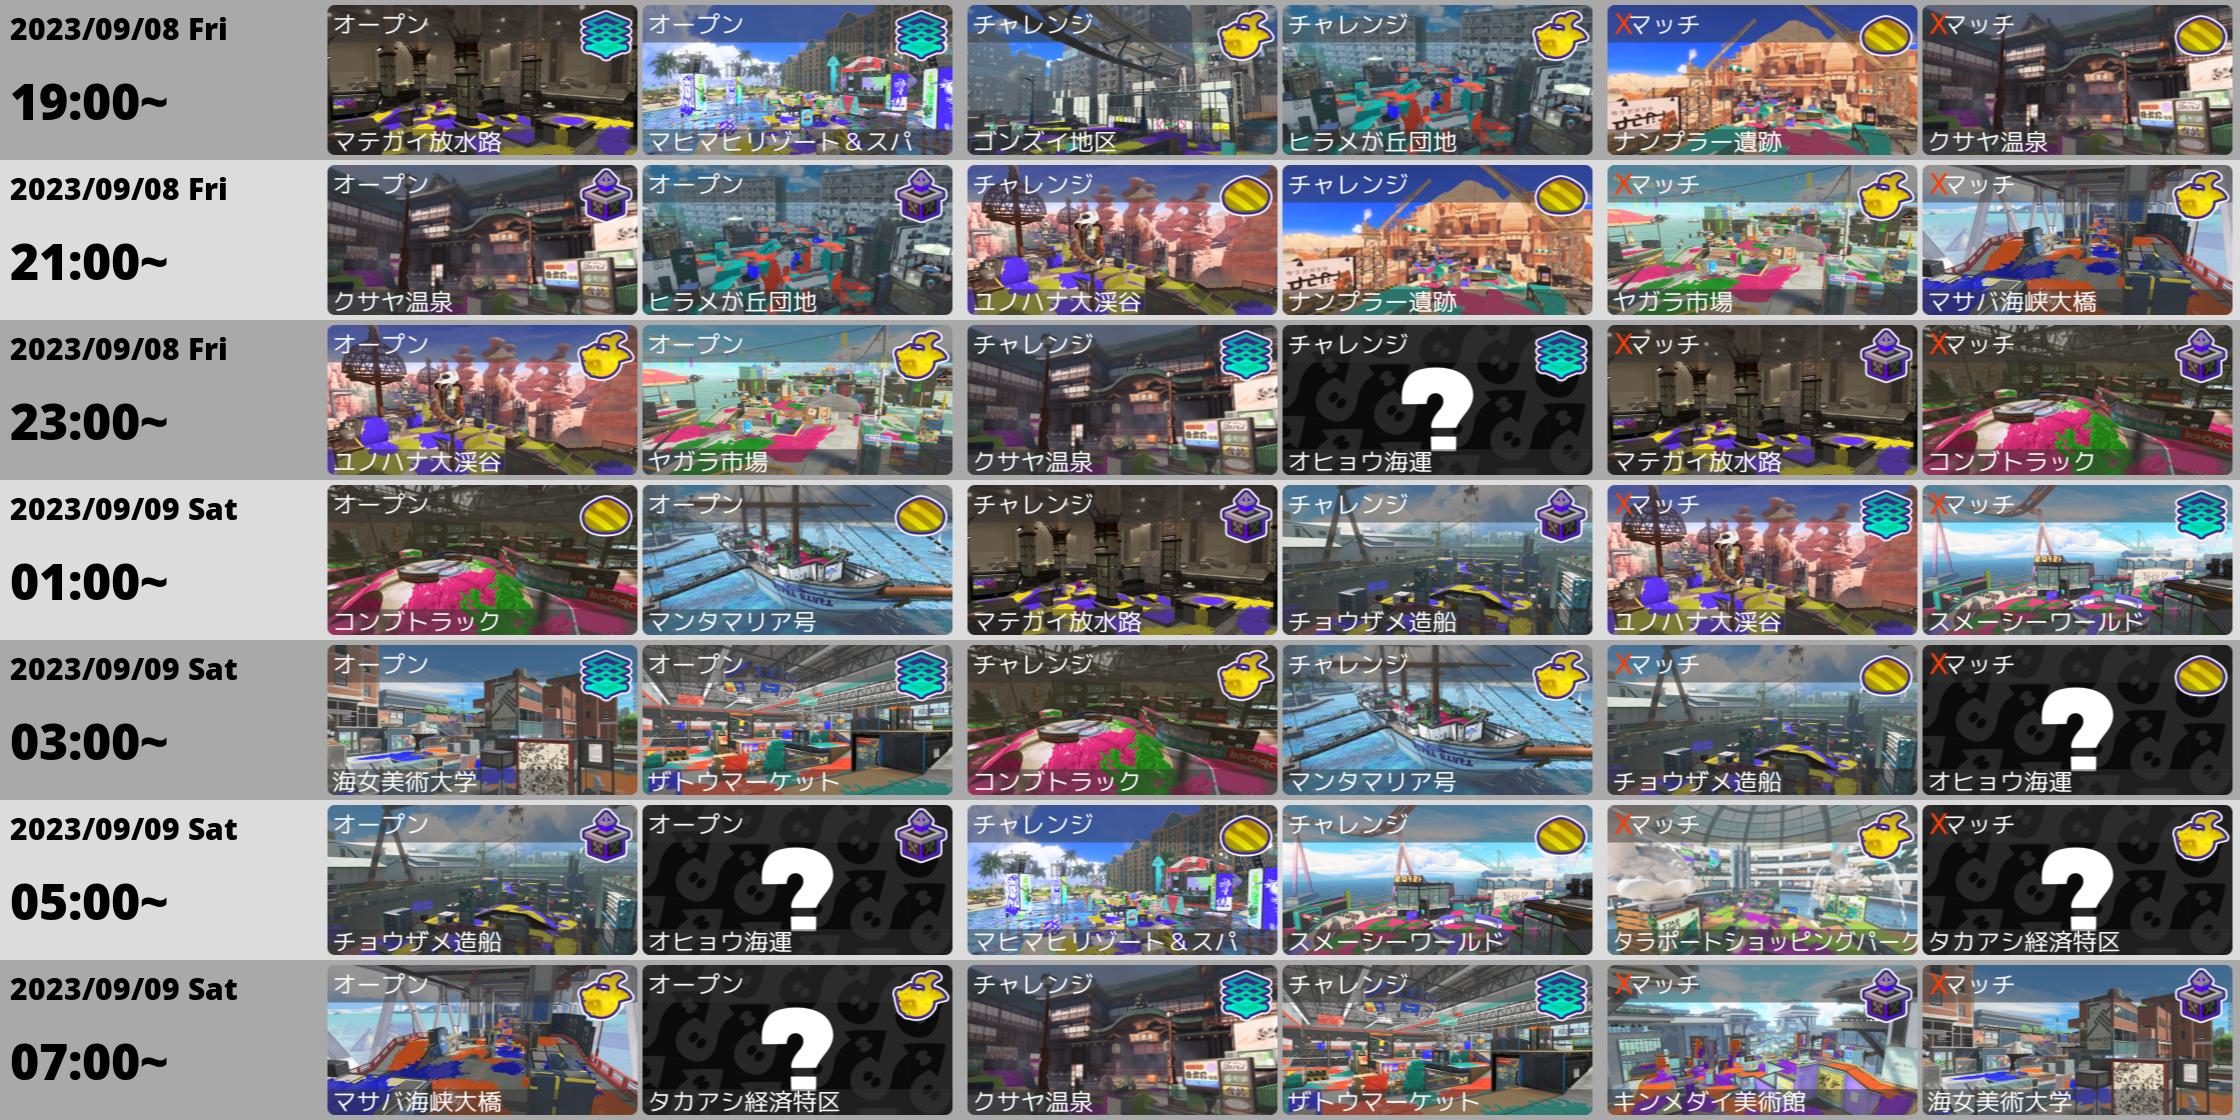 2023/09/08 Fri
19:00~
オープン
マテガイ放水路
オープン
マヒマヒリゾート＆スパ
チャレンジ
ゴンズイ地区
チャレンジ
ヒラメが丘団地
Xマッチ
ナンプラー遺跡
Xマッチ
クサヤ温泉
2023/09/08 Fri
21:00~
オープン
クサヤ温泉
オープン
ヒラメが丘団地
チャレンジ
ユノハナ大渓谷
チャレンジ
ナンプラー遺跡
Xマッチ
ヤガラ市場
Xマッチ
マサバ海峡大橋
2023/09/08 Fri
23:00~
オープン
ユノハナ大渓谷
オープン
ヤガラ市場
チャレンジ
クサヤ温泉
チャレンジ
?
オヒョウ海運
Xマッチ
マテガイ放水路
Xマッチ
コンブトラック
2023/09/09 Sat
01:00~
オープン
コンブトラック
オープン
マンタマリア号
チャレンジ
マテガイ放水路
チャレンジ
チョウザメ造船
Xマッチ
ユノハナ大渓谷
Xマッチ
スメーシーワールド
2023/09/09 Sat
03:00~
オープン
海女美術大学
オープン
ザトウマーケット
チャレンジ
コンブトラック
チャレンジ
マンタマリア号
Xマッチ
チョウザメ造船
Xマッチ
?
オヒョウ海運
2023/09/09 Sat
05:00~
オープン
チョウザメ造船
オープン
?
オヒョウ海運
チャレンジ
マヒマヒリゾート＆スパ
チャレンジ
スメーシーワールド
Xマッチ
タラポートショッピングパーク
Xマッチ
?
タカアシ経済特区
2023/09/09 Sat
07:00~
オープン
マサバ海峡大橋
オープン
?
タカアシ経済特区
チャレンジ
クサヤ温泉
チャレンジ
ザトウマーケット
Xマッチ
キンメダイ美術館
Xマッチ
海女美術大学